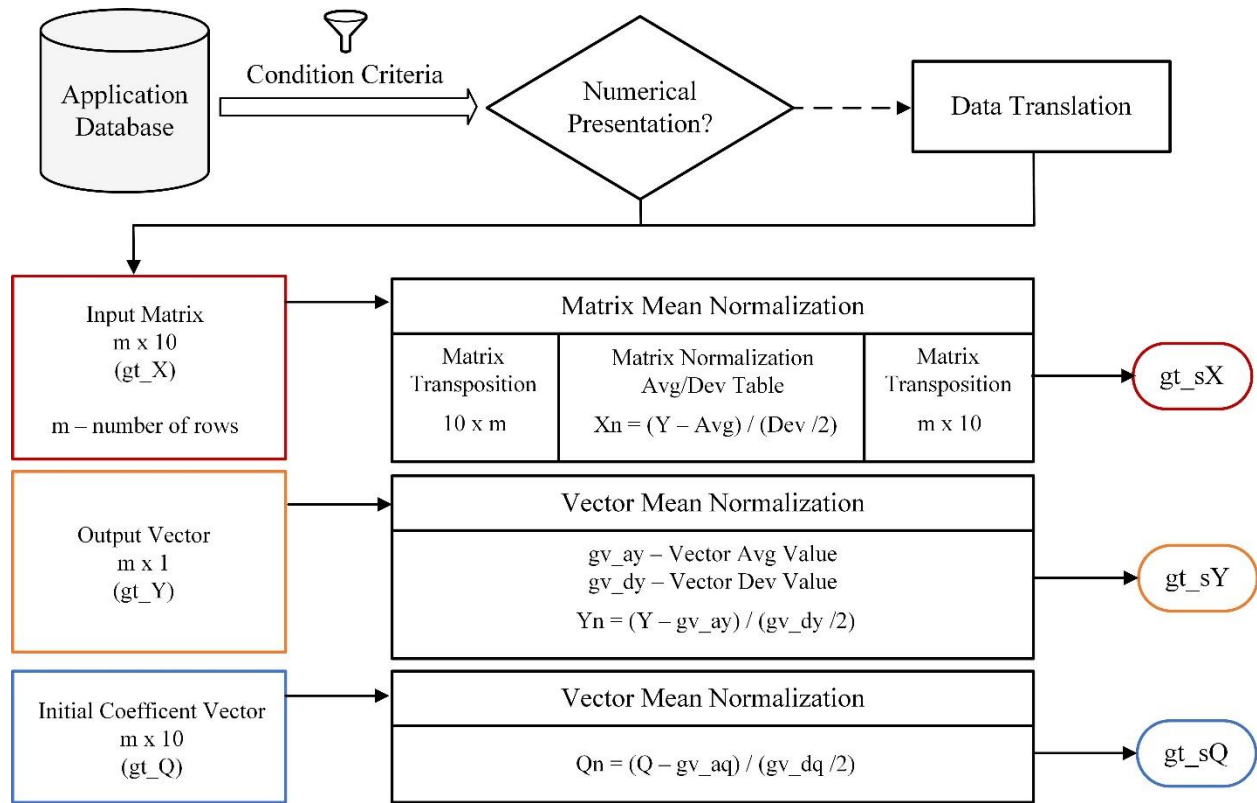 Application
Database
Condition Criteria
Numerical
Presentation?
Data Translation
Input Matrix
m x 10
(gt_X)
m – number of rows
Matrix Mean Normalization
Matrix
Transposition
10 x m
Matrix Normalization
Avg/Dev Table
Xn = (Y – Avg) / (Dev /2)
Matrix
Transposition
m x 10
gt_sX
Output Vector
m x 1
(gt_Y)
Vector Mean Normalization
gv_ay – Vector Avg Value
gv_dy – Vector Dev Value
Yn = (Y – gv_ay) / (gv_dy /2)
gt_sY
Initial Coefficent Vector
m x 10
(gt_Q)
Vector Mean Normalization
Qn = (Q – gv_aq) / (gv_dq /2)
gt_sQ